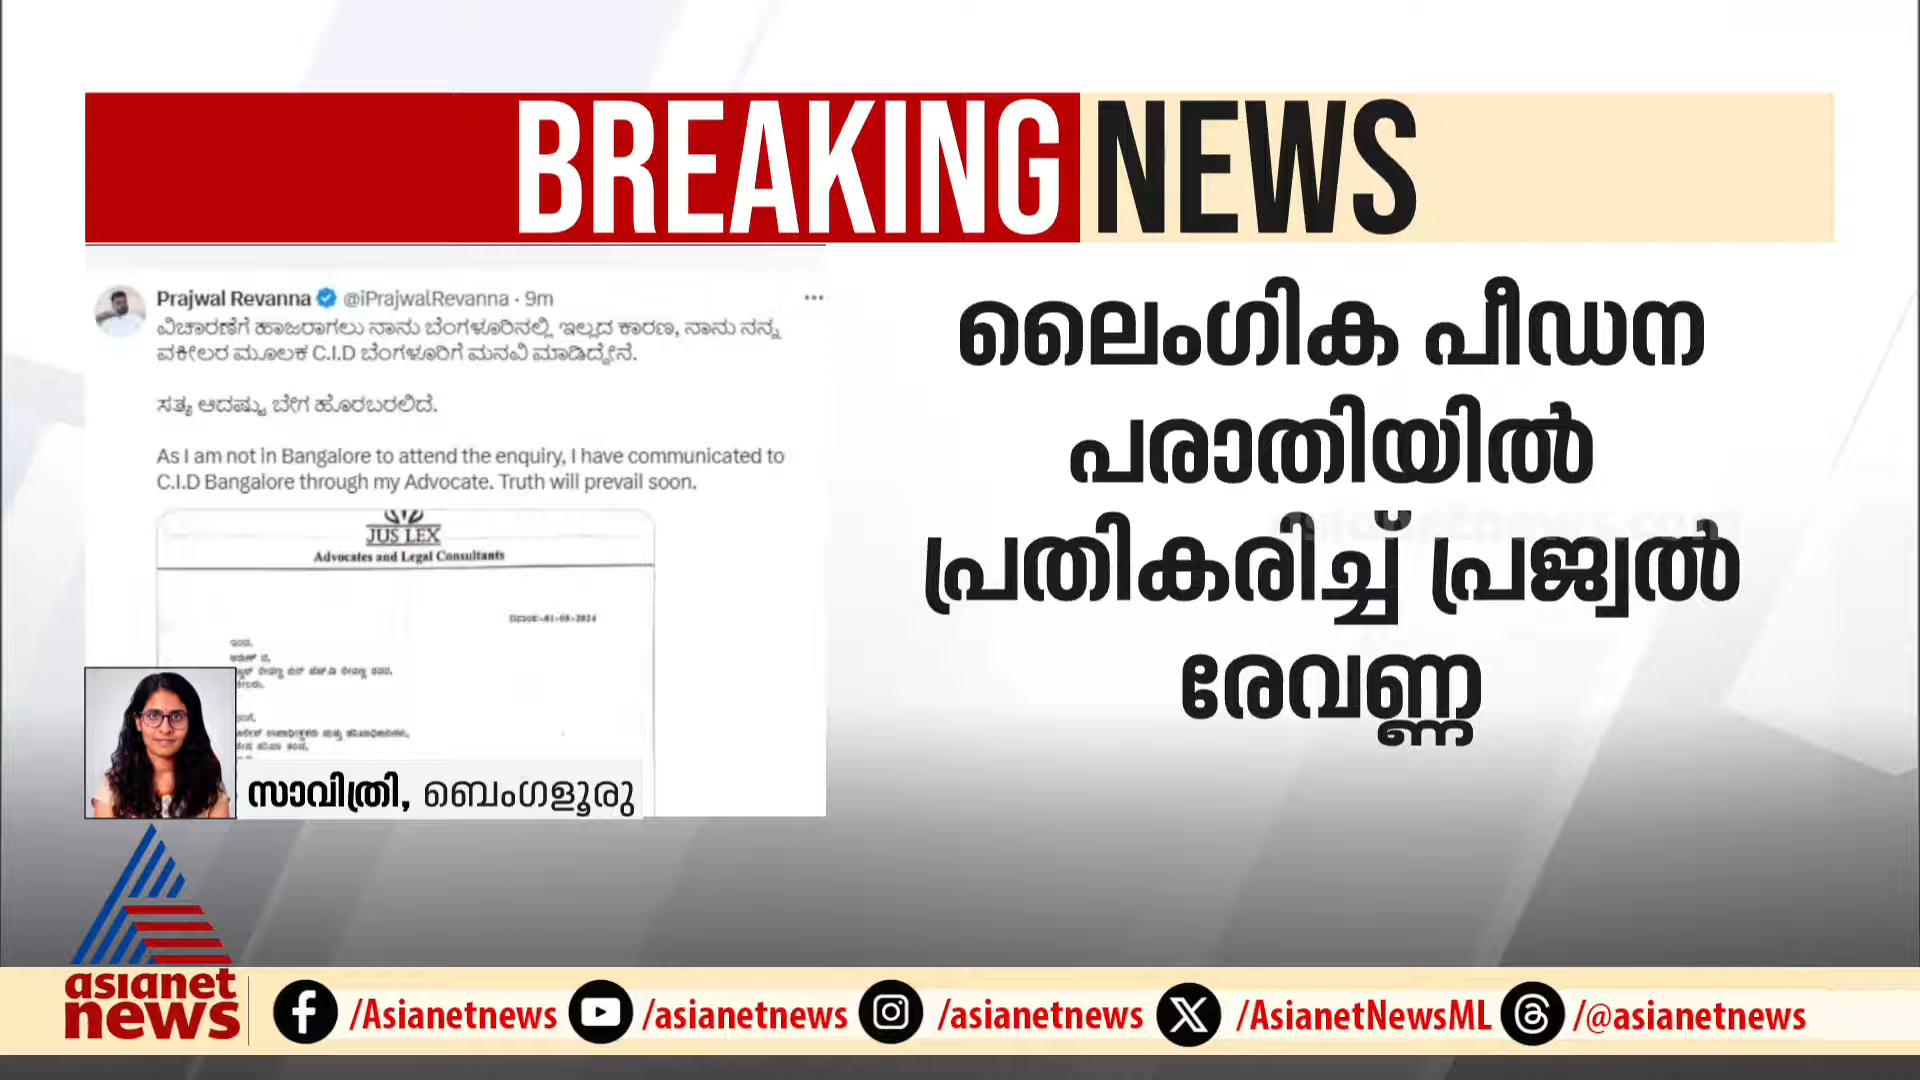 BREAKING NEWS
Prajwal Revanna @iPrajwalRevanna · 9m
ವಿಚಾರಣೆಗೆ ಹಾಜರಾಗಲು ನಾನು ಬೆಂಗಳೂರಿನಲ್ಲಿ ಇಲ್ಲದ ಕಾರಣ, ನಾನು ನನ್ನ
ವಕೀಲರ ಮೂಲಕ C.I.D ಬೆಂಗಳೂರಿಗೆ ಮನವಿ ಮಾಡಿದ್ದೇನೆ.
ಸತ್ಯ ಆದಷ್ಟು ಬೇಗ ಹೊರಬರಲಿದೆ.
As I am not in Bangalore to attend the enquiry, I have communicated to
C.I.D Bangalore through my Advocate. Truth will prevail soon.
JUS LEX
Advocates and Legal Consultants
ലൈംഗിക പീഡന
പരാതിയിൽ
പ്രതികരിച്ച് പ്രജ്വൽ
രേവണ്ണ
asianetnews.com
സാവിത്രി, ബെംഗളൂരു
asianet
news
/Asianetnews /asianetnews /asianetnews /AsianetNewsML /@asianetnews